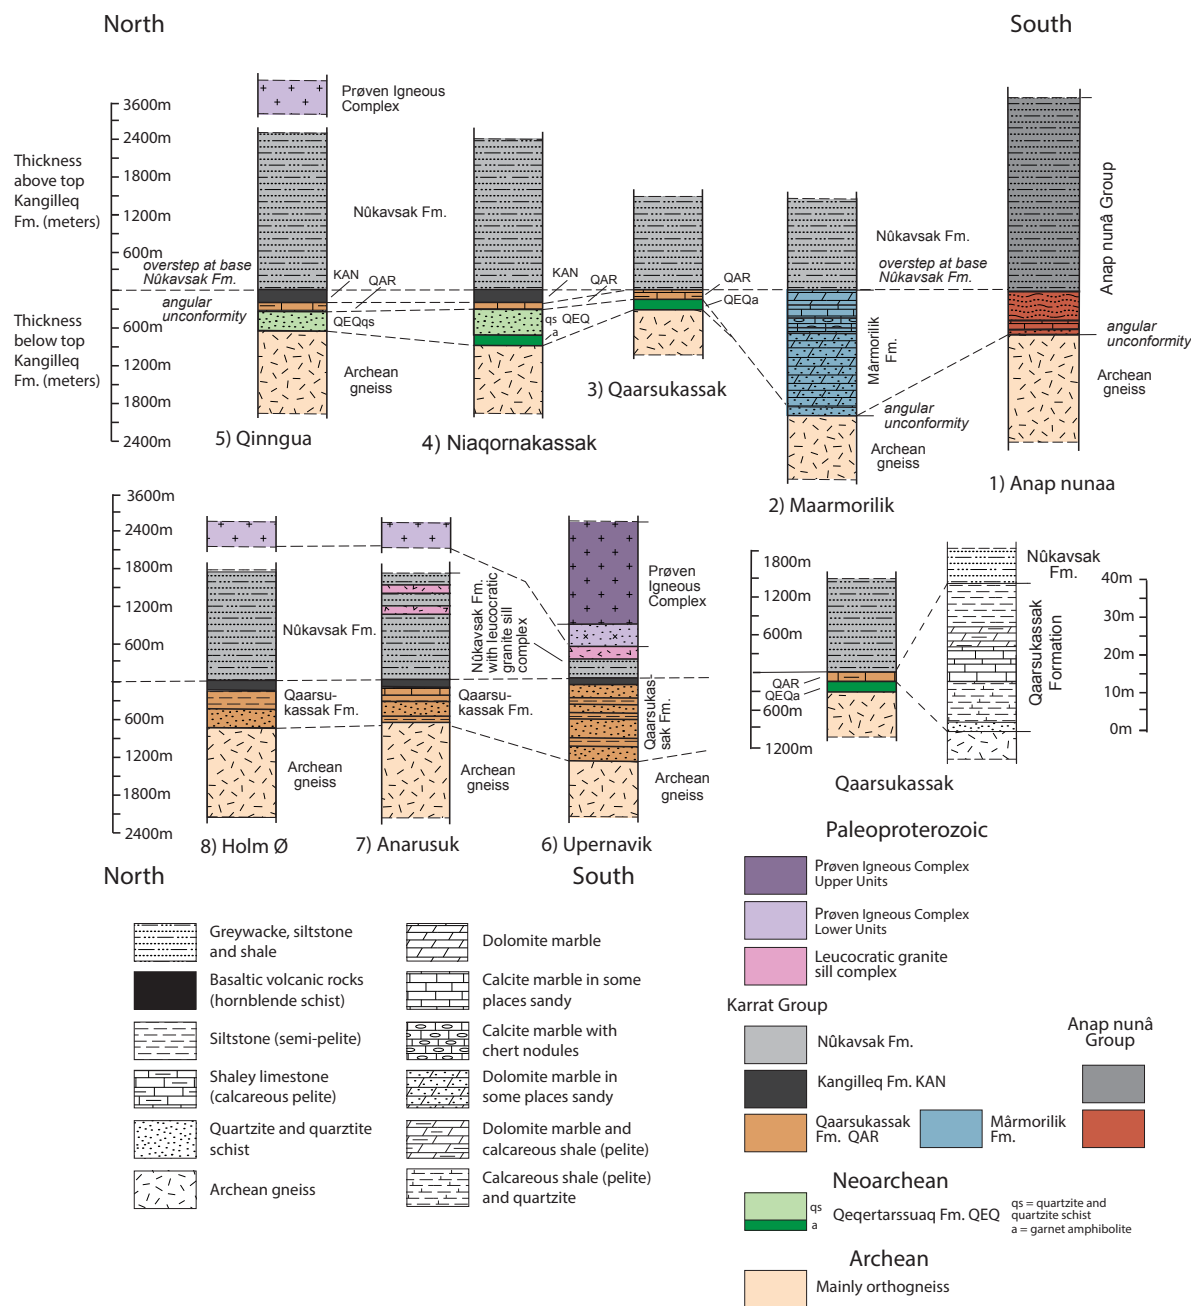 North
South
Prøven Igneous
Complex
3600m
2400m
1800m
1200m
600m
600m
1200m
1800m
2400m
Thickness
above top
Kangilleq
Fm. (meters)
Thickness
below top
Kangilleq
Fm. (meters)
overstep at base
Nûkavsak Fm.
angular
unconformity
Nûkavsak Fm.
KAN
QAR
QEQqs
Archean
gneiss
5) Qinngua
KAN
QAR
qs QEQ
a
4) Niaqornakassak
QAR
QEQa
3) Qaarsukassak
Nûkavsak Fm.
overstep at base
Nûkavsak Fm.
Mârmorilik
Fm.
angular
unconformity
Archean
gneiss
2) Maarmorilik
Anap nunâ Group
angular
unconformity
Archean
gneiss
1) Anap nunaa
3600m
2400m
1800m
1200m
600m
600m
1200m
1800m
2400m
Nûkavsak Fm.
Qaarsu-
kassak Fm.
Archean
gneiss
8) Holm Ø
Nûkavsak Fm.
with leucocratic
granite sill
complex
Qaarsu-
kassak Fm.
Archean
gneiss
7) Anarusuk
Prøven
Igneous
Complex
Qaarsukas-
sak Fm.
Archean
gneiss
6) Upernavik
1800m
1200m
600m
600m
1200m
QAR
QEQa
Qaarsukassak
Nûkavsak
Fm.
Qaarsukassak
Formation
40m
30m
20m
10m
0m
North
South
Greywacke, siltstone
and shale
Basaltic volcanic rocks
(hornblende schist)
Siltstone (semi-pelite)
Shaley limestone
(calcareous pelite)
Quartzite and quarztite
schist
Archean gneiss
Dolomite marble
Calcite marble in some
places sandy
Calcite marble with
chert nodules
Dolomite marble in
some places sandy
Dolomite marble and
calcareous shale (pelite)
Calcareous shale (pelite)
and quartzite
Paleoproterozoic
Prøven Igneous Complex
Upper Units
Prøven Igneous Complex
Lower Units
Leucocratic granite
sill complex
Karrat Group
Anap nunâ
Group
Nûkavsak Fm.
Kangilleq Fm. KAN
Qaarsukassak
Fm. QAR
Mârmorilik
Fm.
Neoarchean
qs
a
Qeqertarssuaq Fm. QEQ
qs = quartzite and
quartzite schist
a = garnet amphibolite
Archean
Mainly orthogneiss